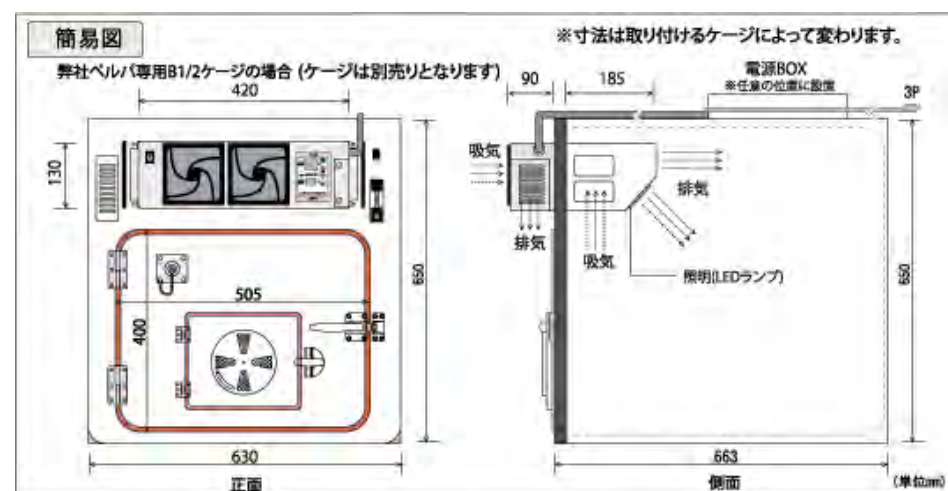 簡易図
※寸法は取り付けるケージによって変わります。
弊社ペルパ専用B1/2ケージの場合 (ケージは別売りとなります)
420
130
505
400
650
630
正面
90
185
電源BOX
※任意の位置に設置
3P
吸気
排気
排気
吸気
照明(LEDランプ)
650
663
側面
(単位㎜)